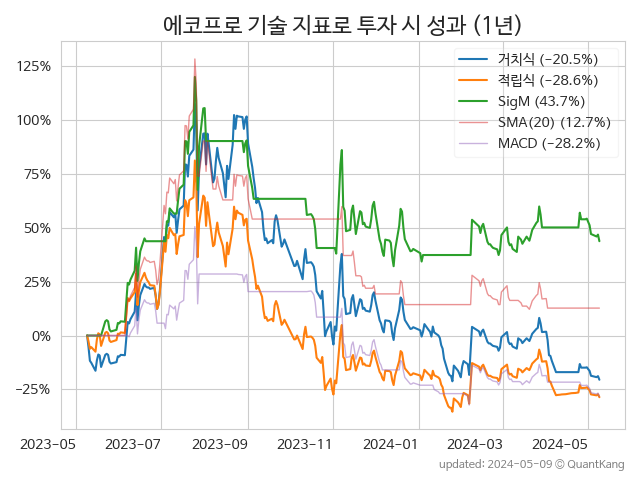 에코프로 기술 지표로 투자 시 성과 (1년)
거치식 (−20.5%)
적립식 (−28.6%)
SigM (43.7%)
SMA(20) (12.7%)
MACD (−28.2%)
125%
100%
75%
50%
25%
0%
−25%
2023-05 2023-07 2023-09 2023-11 2024-01 2024-03 2024-05
updated: 2024-05-09 © QuantKang